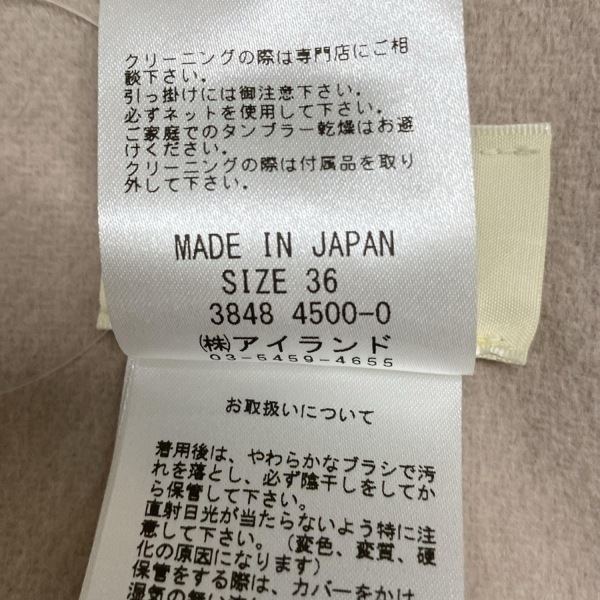 クリーニングの際は専門店にご相
談下さい。
引っ掛けには御注意下さい。
必ずネットを使用して下さい。
ご家庭でのタンブラー乾燥はお避
けください。
クリーニングの際は付属品を取り
外して下さい。
MADE IN JAPAN
SIZE 36
3848 4500-0
㈱アイランド
03-5459-4655
お取扱いについて
着用後は、やわらかなブラシで汚
れを落とし、必ず陰干しをしてか
ら保管して下さい。
直射日光が当たらないよう特に注
意して下さい。（変色、変質、硬
化の原因になります）
保管をする際は、カバーをかけ
湿気の無い